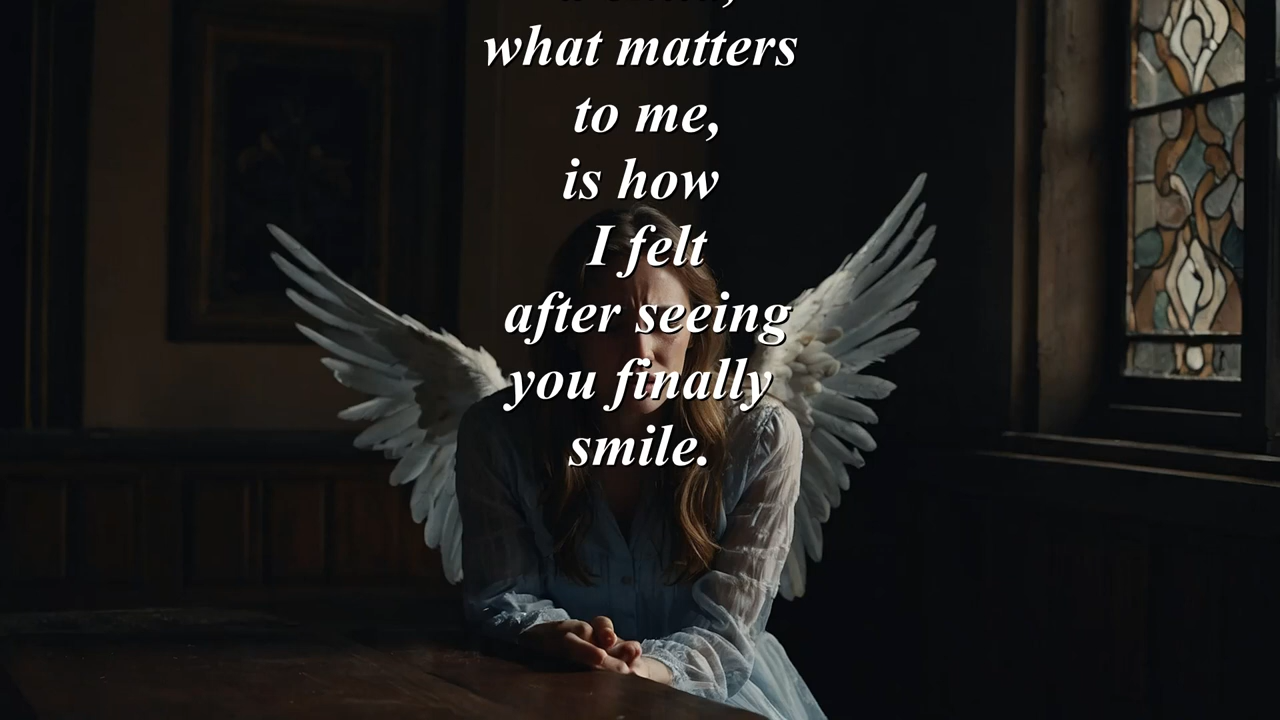 what matters
to me,
is how
I felt
after seeing
you finally
smile.